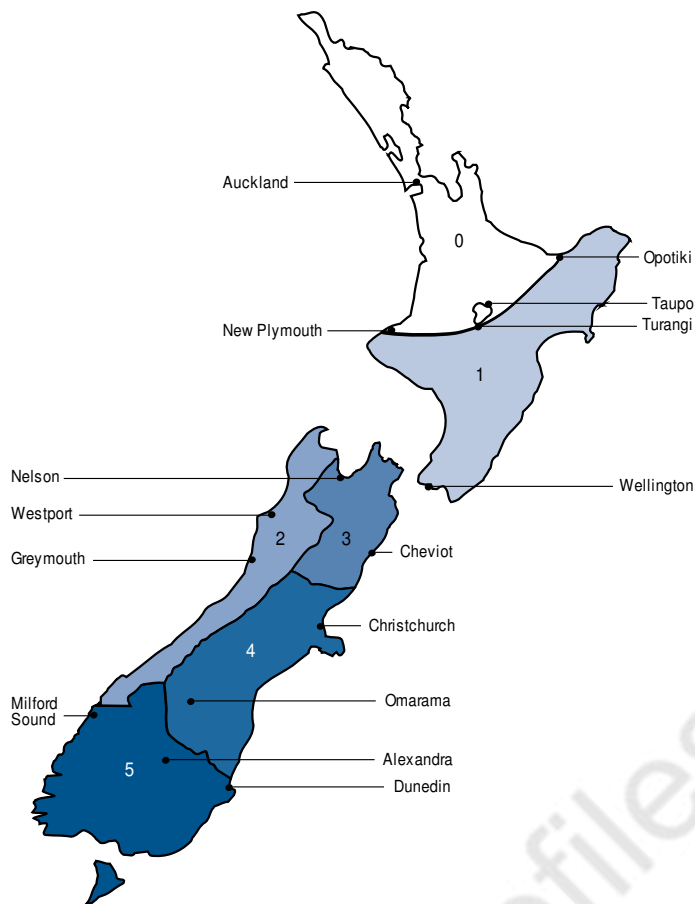 Auckland
0
Opotiki
Taupo
New Plymouth
Turangi
1
Nelson
Wellington
Westport
2
3
Greymouth
Cheviot
Christchurch
4
Milford
Sound
Omarama
5
Alexandra
Dunedin
ofiles